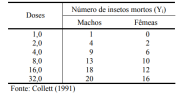 Doses Número de insetos mortos (Yi)
Machos Fêmeas
1,0 1 0
2,0 4 2
4,0 9 6
8,0 13 10
16,0 18 12
32,0 20 16
Fonte: Collett (1991)